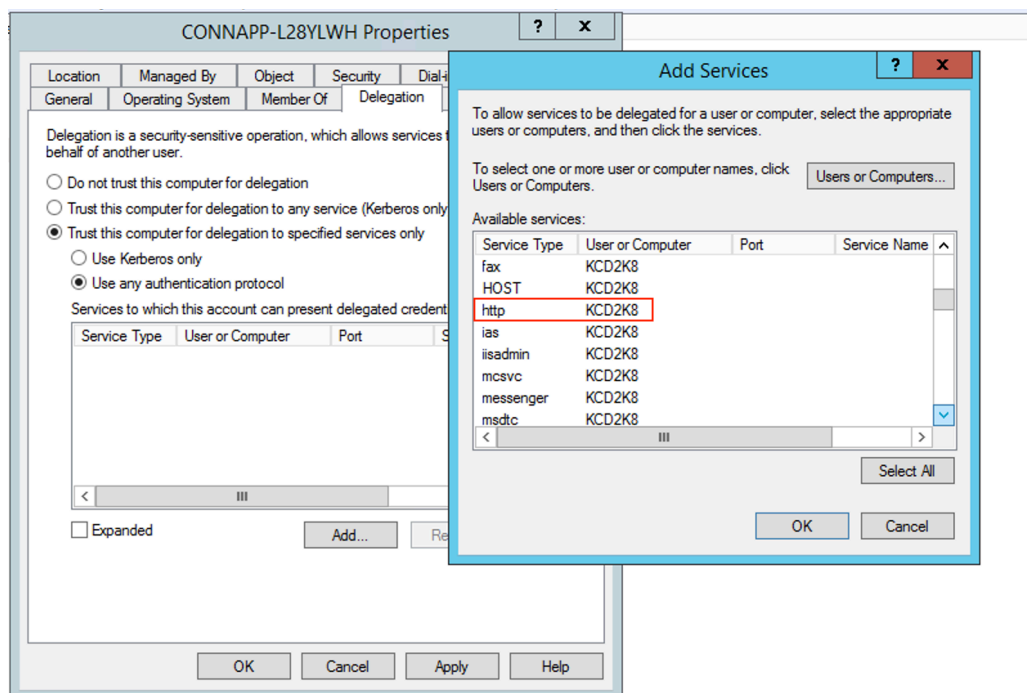 CONNAPP-L28YLWH Properties
?
x
Location Managed By Object Security Dial-i
General Operating System Member Of Delegation
Delegation is a security-sensitive operation, which allows services t
behalf of another user.
Do not trust this computer for delegation
Trust this computer for delegation to any service (Kerberos only
Trust this computer for delegation to specified services only
Use Kerberos only
Use any authentication protocol
Services to which this account can present delegated credent
Service Type User or Computer Port S
Expanded
Add...
Re
OK Cancel Apply Help
Add Services
?
x
To allow services to be delegated for a user or computer, select the appropriate
users or computers, and then click the services.
To select one or more user or computer names, click
Users or Computers.
Users or Computers...
Available services:
Service Type User or Computer Port Service Name
fax KCD2K8
HOST KCD2K8
http KCD2K8
ias KCD2K8
iisadmin KCD2K8
mcsvc KCD2K8
messenger KCD2K8
msdtc KCD2K8
Select All
OK Cancel